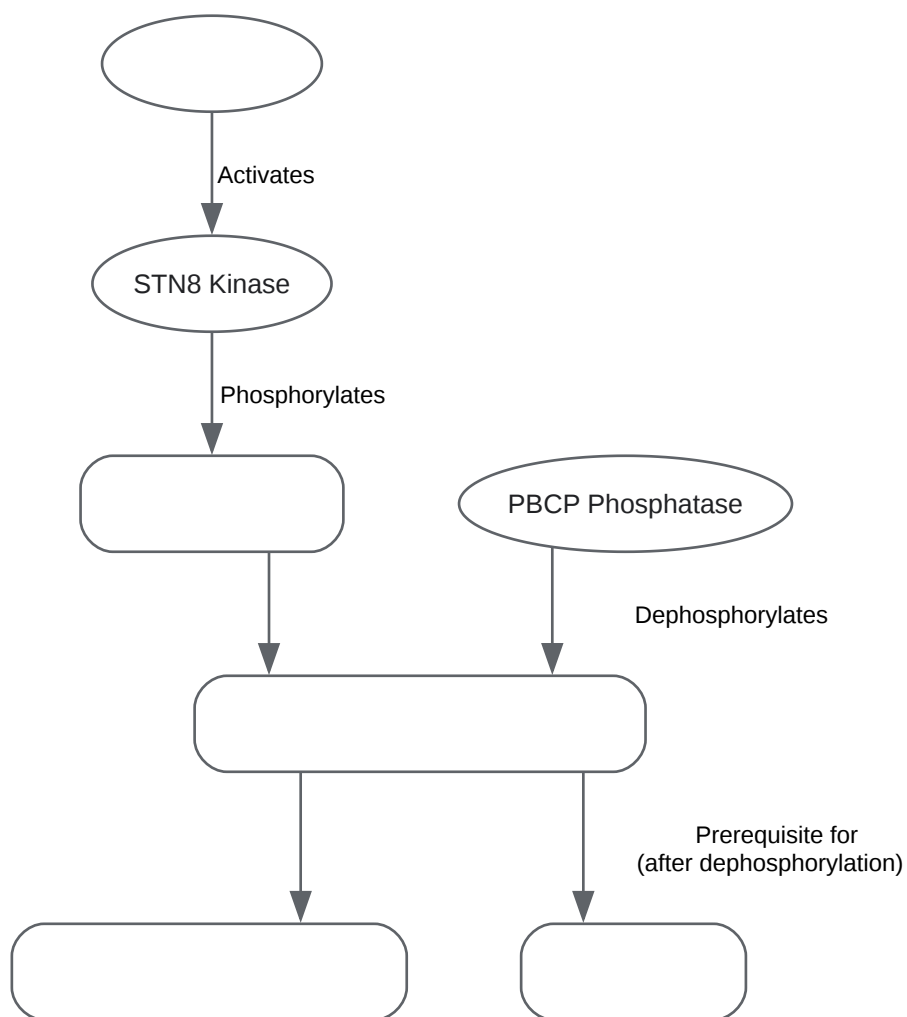 Activates
STN8 Kinase
Phosphorylates
PBCP Phosphatase
Dephosphorylates
Prerequisite for
(after dephosphorylation)